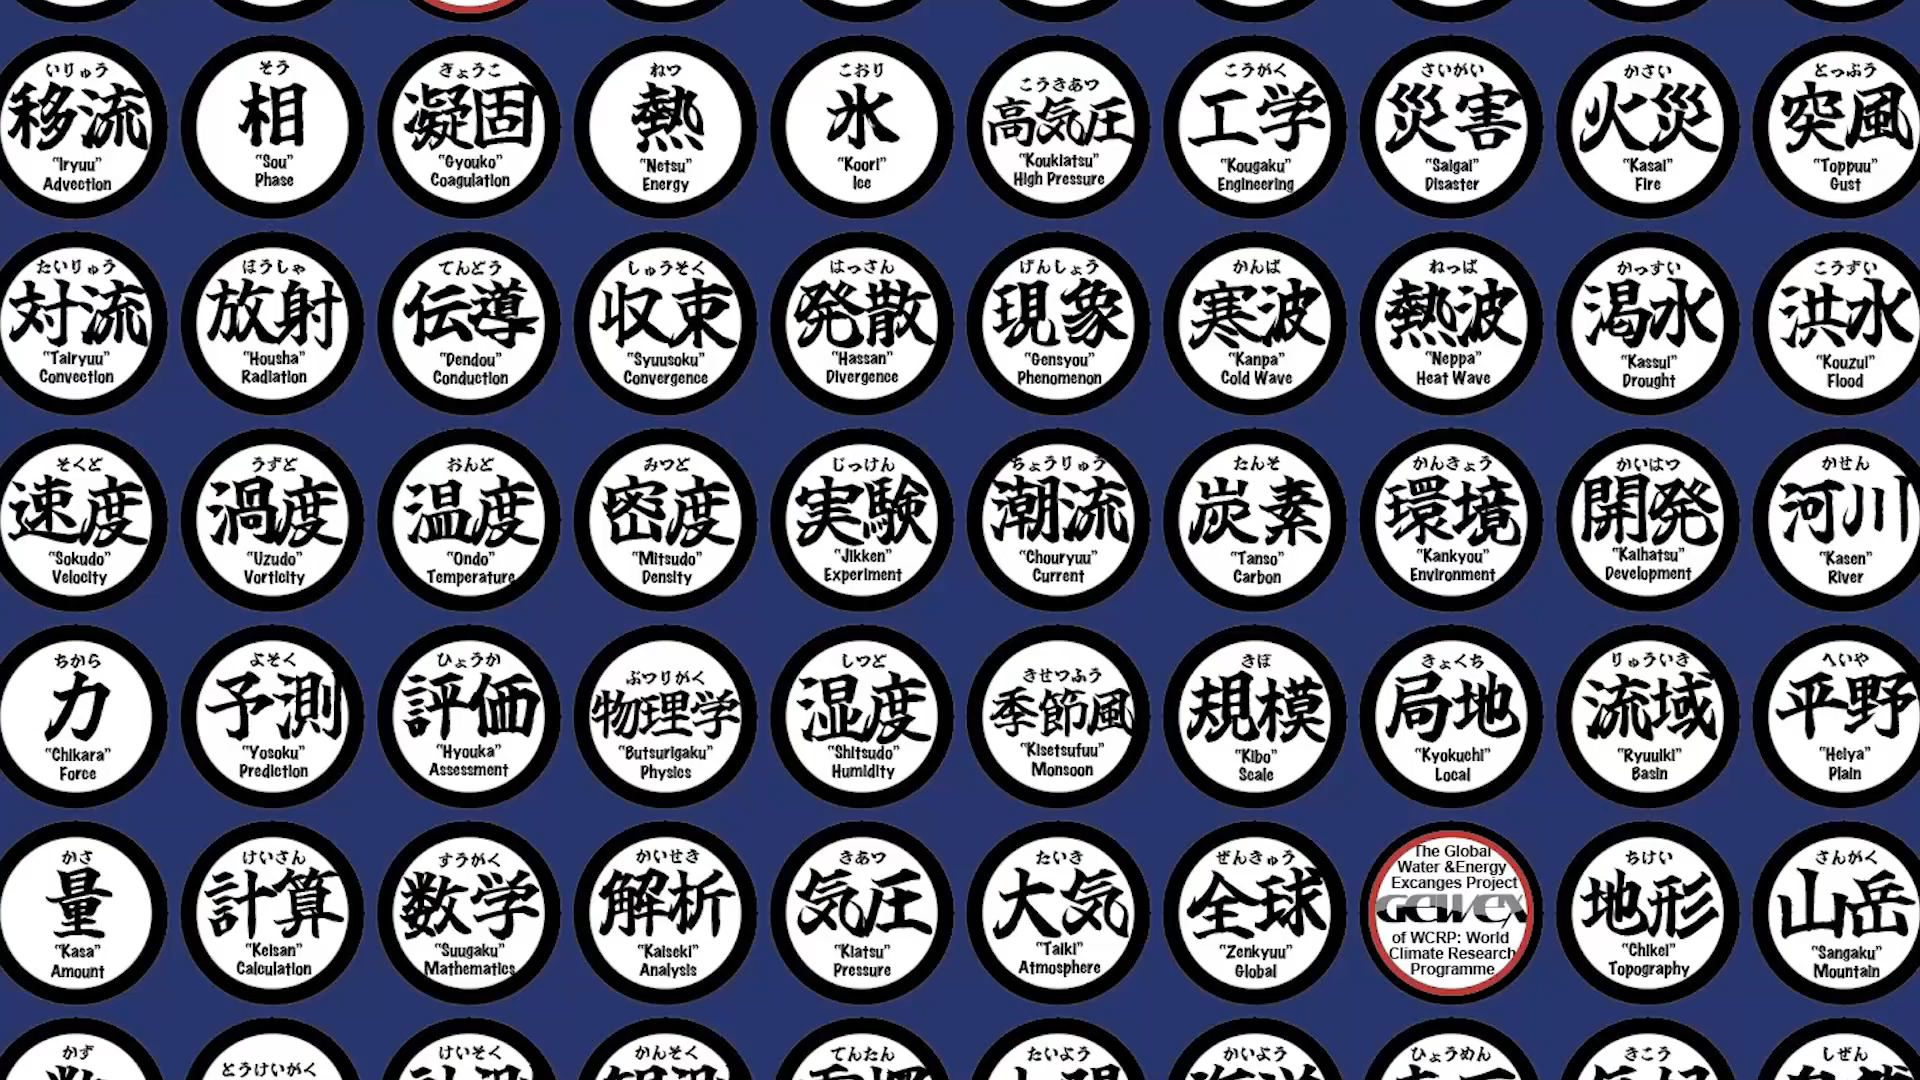 いりゅう
移流
"Iryuu"
Advection
そう
相
"Sou"
Phase
ぎょうこ
凝固
"Gyouko"
Coagulation
ねつ
熱
"Netsu"
Energy
こおり
氷
"Koori"
Ice
こうきあつ
高気圧
"Koukiatsu"
High Pressure
こうがく
工学
"Kougaku"
Engineering
さいがい
災害
"Saigai"
Disaster
かさい
火災
"Kasai"
Fire
とっぷう
突風
"Toppuu"
Gust
たいりゅう
対流
"Tairyuu"
Convection
ほうしゃ
放射
"Housha"
Radiation
でんどう
伝導
"Dendou"
Conduction
しゅうそく
収束
"Syuusoku"
Convergence
はっさん
発散
"Hassan"
Divergence
げんしょう
現象
"Gensyou"
Phenomenon
かんぱ
寒波
"Kanpa"
Cold Wave
ねっぱ
熱波
"Neppa"
Heat Wave
かっすい
渇水
"Kassui"
Drought
こうずい
洪水
"Kouzui"
Flood
そくど
速度
"Sokudo"
Velocity
うずど
渦度
"Uzudo"
Vorticity
おんど
温度
"Ondo"
Temperature
みつど
密度
"Mitsudo"
Density
じっけん
実験
"Jikken"
Experiment
ちょうりゅう
潮流
"Chouryuu"
Current
たんそ
炭素
"Tanso"
Carbon
かんきょう
環境
"Kankyou"
Environment
かいはつ
開発
"Kaihatsu"
Development
かせん
河川
"Kasen"
River
ちから
力
"Chikara"
Force
よそく
予測
"Yosoku"
Prediction
ひょうか
評価
"Hyouka"
Assessment
ぶつりがく
物理学
"Butsurigaku"
Physics
しつど
湿度
"Shitsudo"
Humidity
きせつふう
季節風
"Kisetsufuu"
Monsoon
きぼ
規模
"Kibo"
Scale
きょくち
局地
"Kyokuchi"
Local
りゅういき
流域
"Ryuuiki"
Basin
へいや
平野
"Heiya"
Plain
かさ
量
"Kasa"
Amount
けいさん
計算
"Keisan"
Calculation
すうがく
数学
"Suugaku"
Mathematics
かいせき
解析
"Kaiseki"
Analysis
きあつ
気圧
"Kiatsu"
Pressure
たいき
大気
"Taiki"
Atmosphere
ぜんきゅう
全球
"Zenkyuu"
Global
The Global
Water &Energy
Excanges Project
GEWEX
of WCRP: World
Climate Research
Programme
ちけい
地形
"Chikei"
Topography
さんがく
山岳
"Sangaku"
Mountain
かず
とうけいがく
けいそく
かんそく
てんたん
たいよう
かいよう
ひょうめん
きこう
しぜん